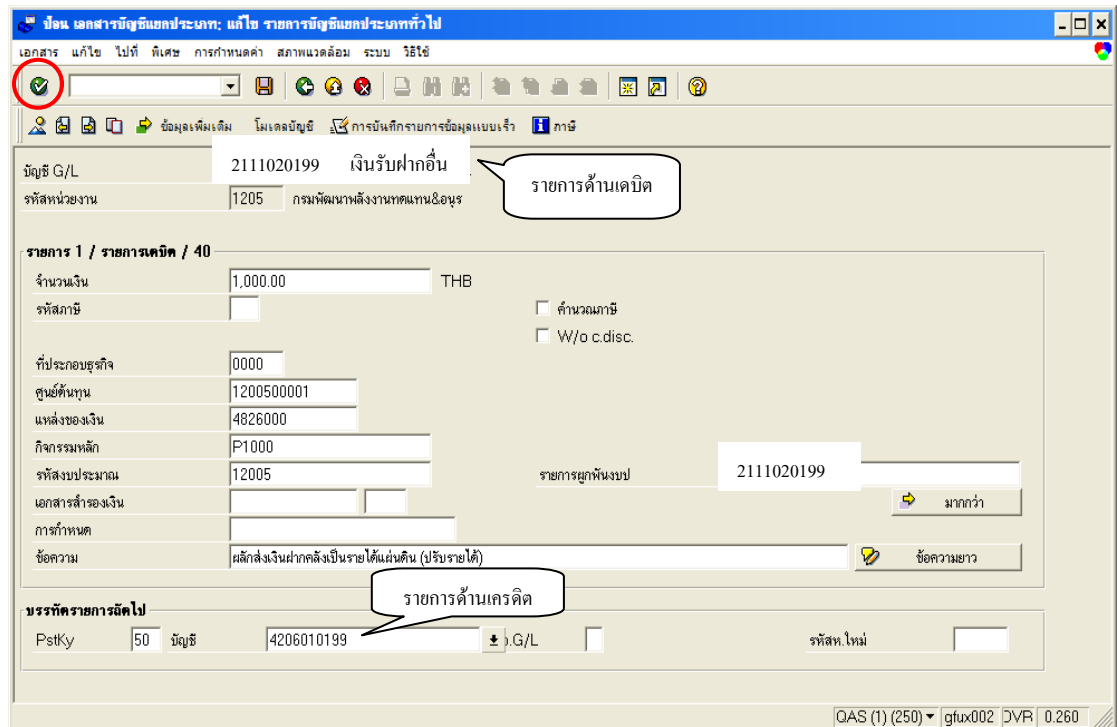 ป้อน เอกสารบัญชีแยกประเภท: แก้ไข รายการบัญชีแยกประเภททั่วไป
เอกสาร แก้ไข ไปที่ พิเศษ การกำหนดค่า สภาพแวดล้อม ระบบ วิธีใช้
ข้อมูลเพิ่มเติม โมเดลบัญชี การบันทึกรายการข้อมูลแบบเร็ว ภาษี
บัญชี G/L 2111020199 เงินรับฝากอื่น
รายการด้านเดบิต
รหัสหน่วยงาน 1205 กรมพัฒนาพลังงานทดแทน&อนุร
รายการ 1 / รายการเดบิต / 40
จำนวนเงิน 1,000.00 THB
รหัสภาษี คำนวณภาษี
W/o c.disc.
ที่ประกอบธุรกิจ 0000
ศูนย์ต้นทุน 1200500001
แหล่งของเงิน 4826000
กิจกรรมหลัก P1000
รหัสงบประมาณ 12005 รายการผูกพันงบป 2111020199
เอกสารสำรองเงิน มากกว่า
การกำหนด
ข้อความ ผลักส่งเงินฝากคลังเป็นรายได้แผ่นดิน (ปรับรายได้) ข้อความยาว
รายการด้านเครดิต
บรรทัดรายการถัดไป
PstKy 50 บัญชี 4206010199 .G/L รหัสห.ใหม่
QAS (1) (250) gfux002 OVR 0.260